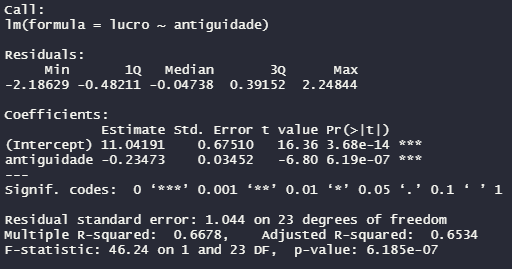 Call:
lm(formula = lucro ~ antiguidade)
Residuals:
     Min       1Q   Median       3Q      Max
-2.18629 -0.48211 -0.04738  0.39152  2.24844
Coefficients:
            Estimate Std. Error t value Pr(>|t|)
(Intercept) 11.04191    0.67510   16.36 3.68e-14 ***
antiguidade -0.23473    0.03452   -6.80 6.19e-07 ***
---
Signif. codes:  0 ‘***’ 0.001 ‘**’ 0.01 ‘*’ 0.05 ‘.’ 0.1 ‘ ’ 1
Residual standard error: 1.044 on 23 degrees of freedom
Multiple R-squared:  0.6678,    Adjusted R-squared:  0.6534
F-statistic: 46.24 on 1 and 23 DF,  p-value: 6.185e-07